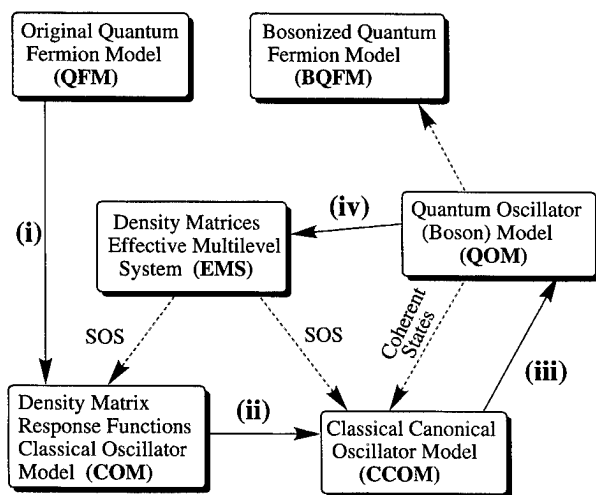 Original Quantum
Fermion Model
(QFM)
Bosonized Quantum
Fermion Model
(BQFM)
(i)
Density Matrices
Effective Multilevel
System (EMS)
(iv)
Quantum Oscillator
(Boson) Model
(QOM)
SOS
SOS
Coherent
States
(iii)
Density Matrix
Response Functions
Classical Oscillator
Model (COM)
(ii)
Classical Canonical
Oscillator Model
(CCOM)